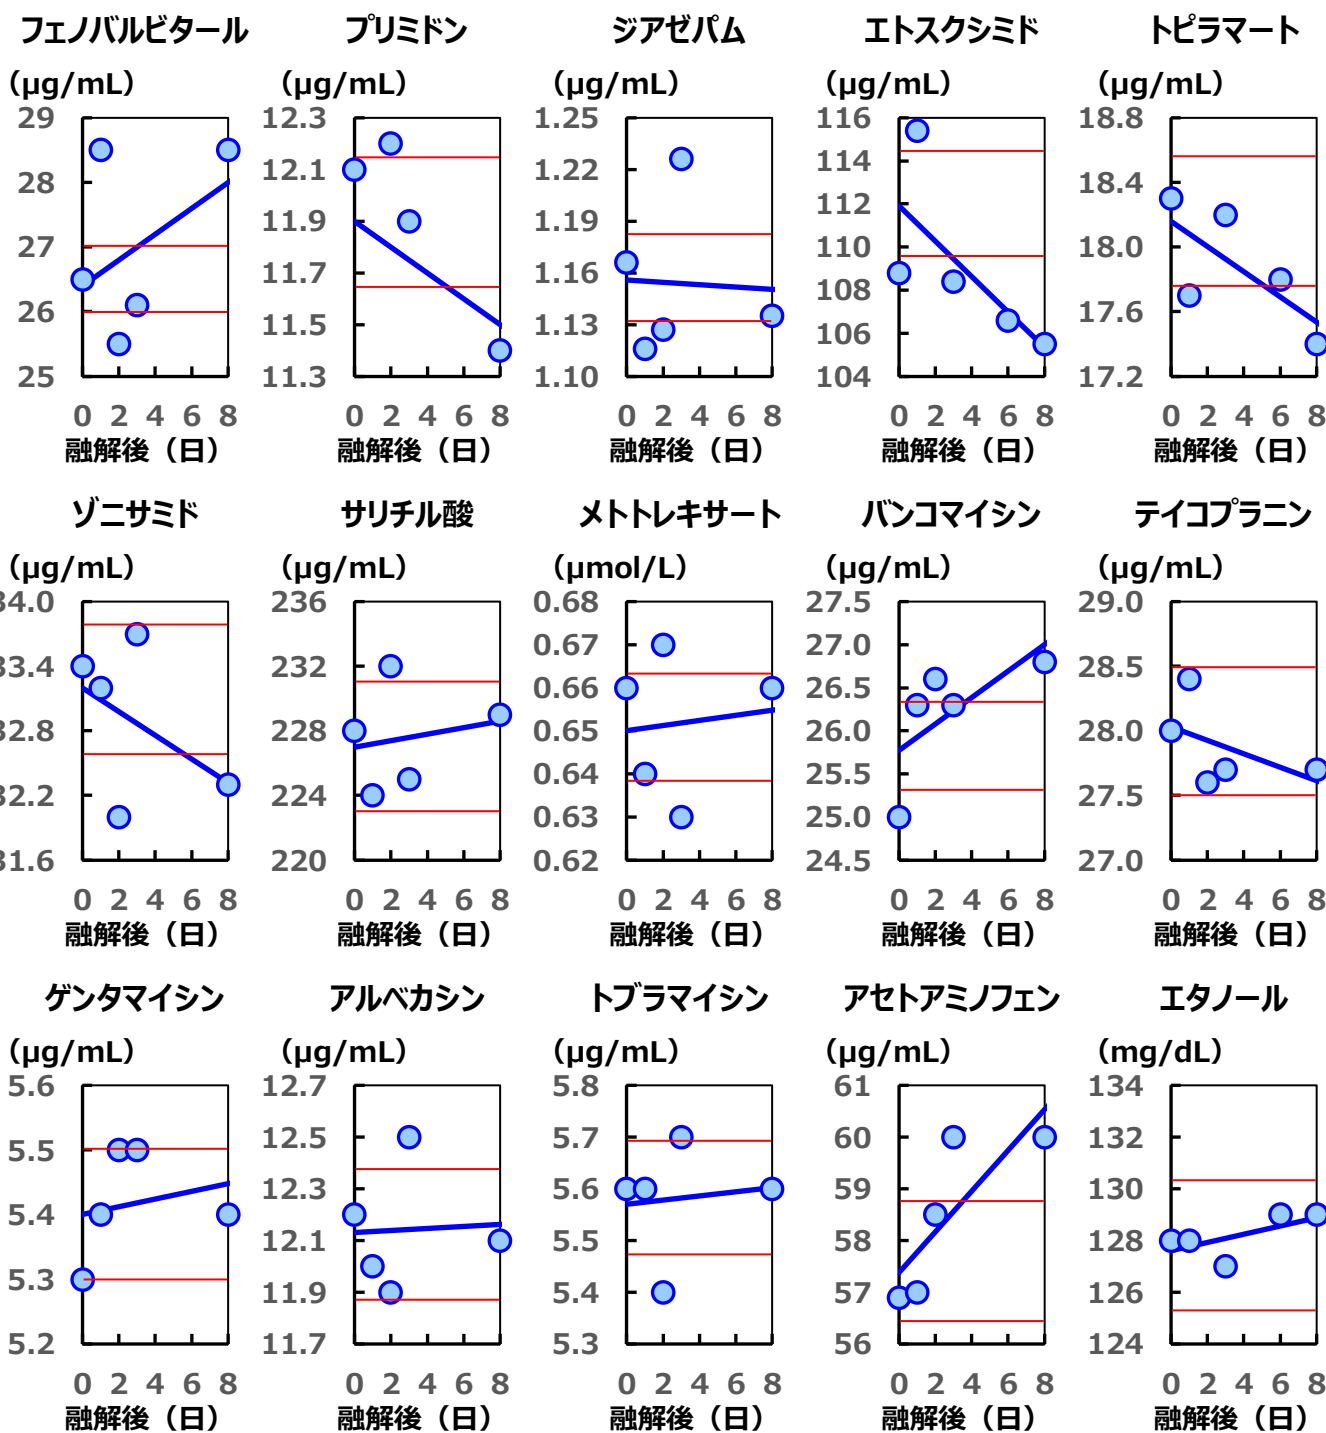 フェノバルビタール プリミドン ジアゼパム エトスクシミド トピラマート
(μg/mL) (μg/mL) (μg/mL) (μg/mL) (μg/mL)
29 12.3 1.25 116 18.8
28 12.1 1.22 114 18.4
27 11.9 1.19 112 18.0
26 11.7 1.16 110 17.6
25 11.5 1.13 108 17.2
11.3 1.10 106
104
0 2 4 6 8 0 2 4 6 8 0 2 4 6 8 0 2 4 6 8 0 2 4 6 8
融解後（日） 融解後（日） 融解後（日） 融解後（日） 融解後（日）
ゾニサミド サリチル酸 メトトレキサート バンコマイシン テイコプラニン
(μg/mL) (μg/mL) (μmol/L) (μg/mL) (μg/mL)
34.0 236 0.68 27.5 29.0
33.4 232 0.67 27.0 28.5
32.8 228 0.66 26.5 28.0
32.2 224 0.65 26.0 27.5
31.6 220 0.64 25.5 27.0
0.63 25.0
0.62 24.5
0 2 4 6 8 0 2 4 6 8 0 2 4 6 8 0 2 4 6 8 0 2 4 6 8
融解後（日） 融解後（日） 融解後（日） 融解後（日） 融解後（日）
ゲンタマイシン アルベカシン トブラマイシン アセトアミノフェン エタノール
(μg/mL) (μg/mL) (μg/mL) (μg/mL) (mg/dL)
5.6 12.7 5.8 61 134
5.5 12.5 5.7 60 132
5.4 12.3 5.6 59 130
5.3 12.1 5.5 58 128
5.2 11.9 5.4 57 126
11.7 5.3 56 124
0 2 4 6 8 0 2 4 6 8 0 2 4 6 8 0 2 4 6 8 0 2 4 6 8
融解後（日） 融解後（日） 融解後（日） 融解後（日） 融解後（日）